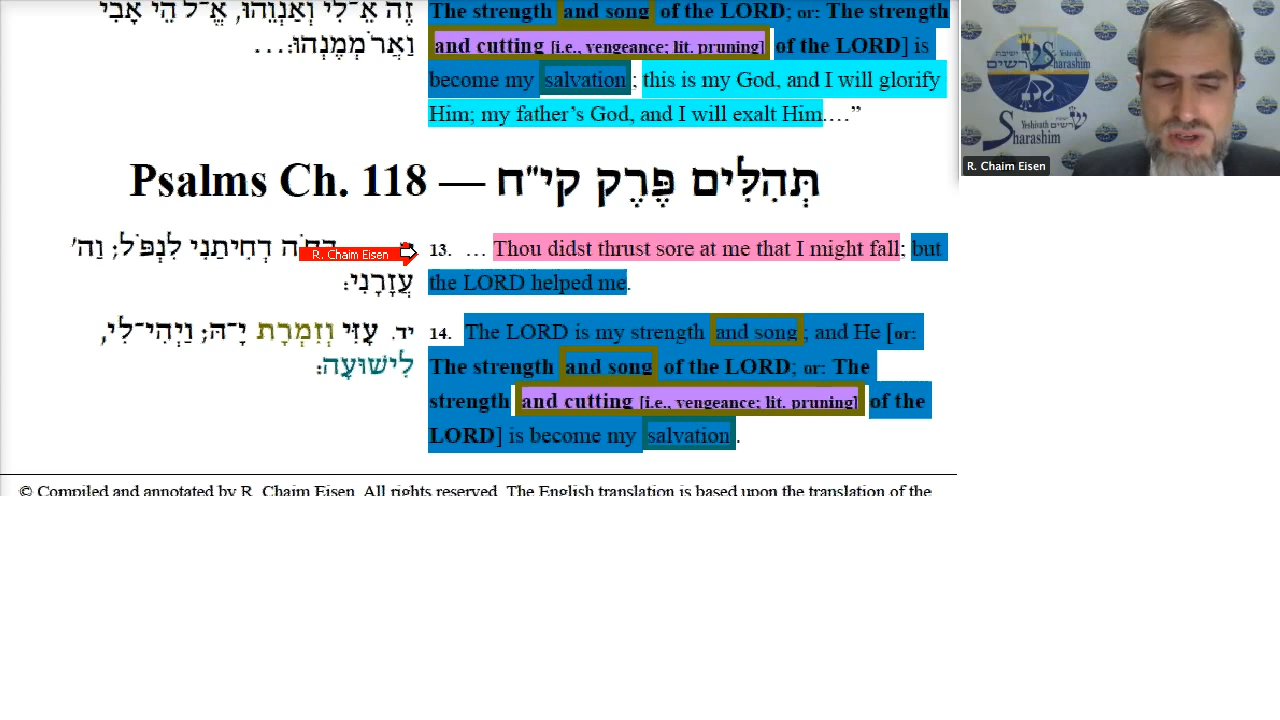 זֶה אֵ־לִי וְאַנְוֵהוּ, אֱ־לֹהֵי אָבִי
וַאֲרֹמְמֶנְהוּ:…
The strength and song of the LORD; or: The strength
and cutting [i.e., vengeance; lit. pruning] of the LORD] is
become my salvation; this is my God, and I will glorify
Him; my father's God, and I will exalt Him.…”
Psalms Ch. 118 — תְּהִלִּים פֶּרֶק קי״ח
דְחִיתַנִי לִנְפֹּל; וַה'
עֲזָרָנִי:
R. Chaim Eisen
13. … Thou didst thrust sore at me that I might fall; but
the LORD helped me.
יד. עָזִּי וְזִמְרָת יָ־הּ; וַיְהִי־לִי,
לִישׁוּעָה:
14. The LORD is my strength and song; and He [or:
The strength and song of the LORD; or: The
strength and cutting [i.e., vengeance; lit. pruning] of the
LORD] is become my salvation.
© Compiled and annotated by R. Chaim Eisen. All rights reserved. The English translation is based upon the translation of the
ישיבת
שרשים
Sharashim
Yeshivath
Sharashim
R. Chaim Eisen